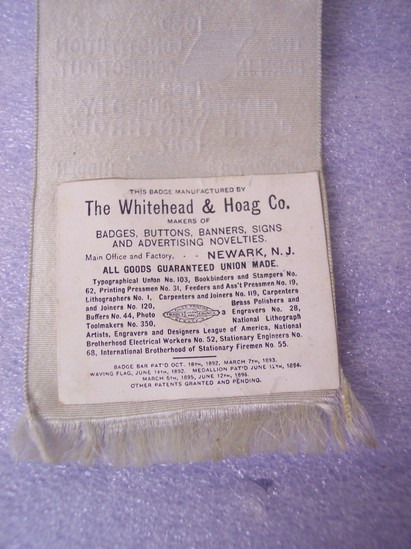 THIS BADGE MANUFACTURED BY
The Whitehead & Hoag Co.
MAKERS OF
BADGES, BUTTONS, BANNERS, SIGNS
AND ADVERTISING NOVELTIES.
Main Office and Factory, - - NEWARK, N. J.
ALL GOODS GUARANTEED UNION MADE.
Typographical Union No. 103, Bookbinders and Stampers No.
62, Printing Pressmen No. 31, Feeders and Ass't Pressmen No. 19,
Lithographers No. 1, Carpenters and Joiners No. 119, Carpenters
and Joiners No. 120, Brass Polishers and
Buffers No. 44, Photo 3 Engravers No. 28,
Toolmakers No. 350, National Lithograph
Artists, Engravers and Designers League of America, National
Brotherhood Electrical Workers No. 52, Stationary Engineers No.
68, International Brotherhood of Stationary Firemen No. 55.
BADGE BAR PAT'D OCT. 18TH, 1892, MARCH 7TH, 1893.
WAVING FLAG, JUNE 14TH, 1892. MEDALLION PAT'D JUNE 12TH, 1894.
MARCH 5TH, 1895, JUNE 12TH, 1896.
OTHER PATENTS GRANTED AND PENDING.